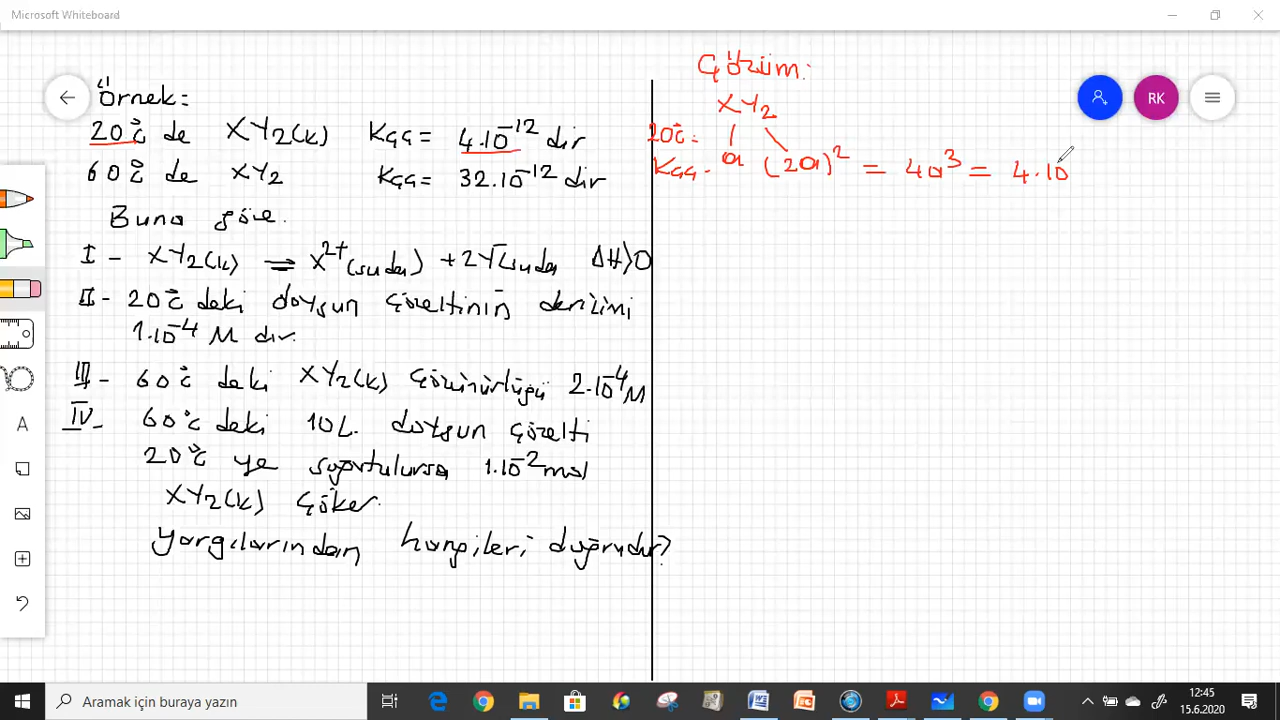 Microsoft Whiteboard
Örnek:
20°C de XY2(k) Kçç = 4.10^-12 dir
60°C de XY2 Kçç = 32.10^-12 dir
Buna göre.
I - XY2(k) ⇌ X^2+(suda) + 2Y^-(suda ΔH>0
II - 20°C deki doygun çözeltinin derişimi
1.10^-4 M dır.
III - 60°C deki XY2(k) çözünürlüğü 2.10^-4 M
IV - 60°C deki 10L. doygun çözelti
20°C ye soğutulursa 1.10^-2 mol
XY2(k) çöker.
yargılarından hangileri doğrudur?
Çözüm:
XY2
20°C:
Kçç = a (2a)^2 = 4a^3 = 4.10
RK
A
Aramak için buraya yazın
12:45
15.6.2020